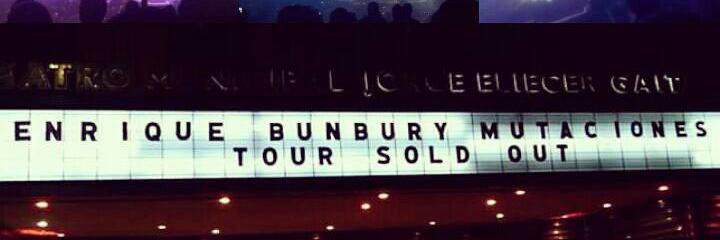 ENRIQUE BUNBURY MUTACIONES
TOUR SOLD OUT
JORGE ELIECER